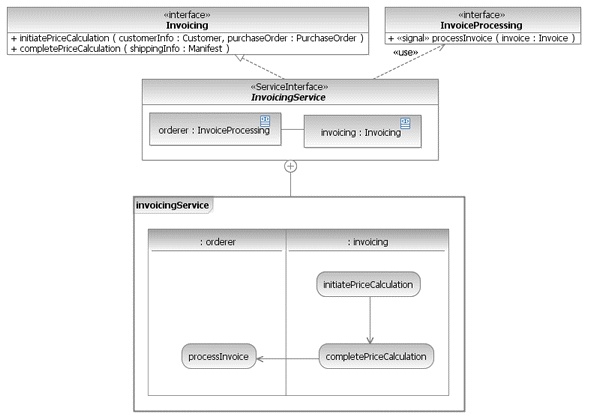 «interface»
Invoicing
+ initiatePriceCalculation ( customerInfo : Customer, purchaseOrder : PurchaseOrder )
+ completePriceCalculation ( shippingInfo : Manifest )
«interface»
InvoiceProcessing
+ «signal» processInvoice ( invoice : Invoice )
«use»
«ServiceInterface»
InvoicingService
orderer : InvoiceProcessing
invoicing : Invoicing
invoicingService
: orderer
: invoicing
initiatePriceCalculation
processInvoice
completePriceCalculation